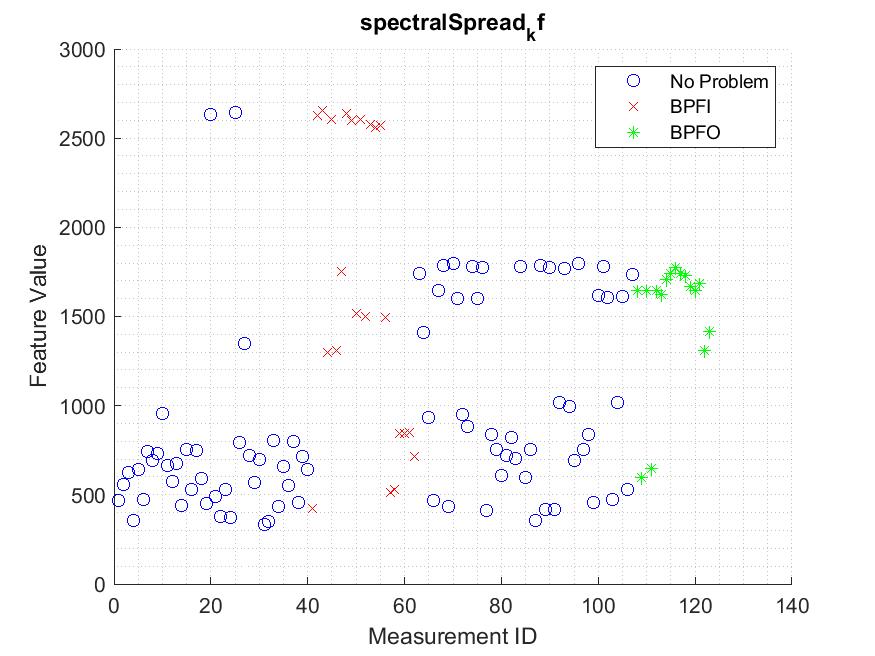 spectralSpread_kf
3000
2500
2000
1500
1000
500
0
Feature Value
No Problem
BPFI
BPFO
0 20 40 60 80 100 120 140
Measurement ID